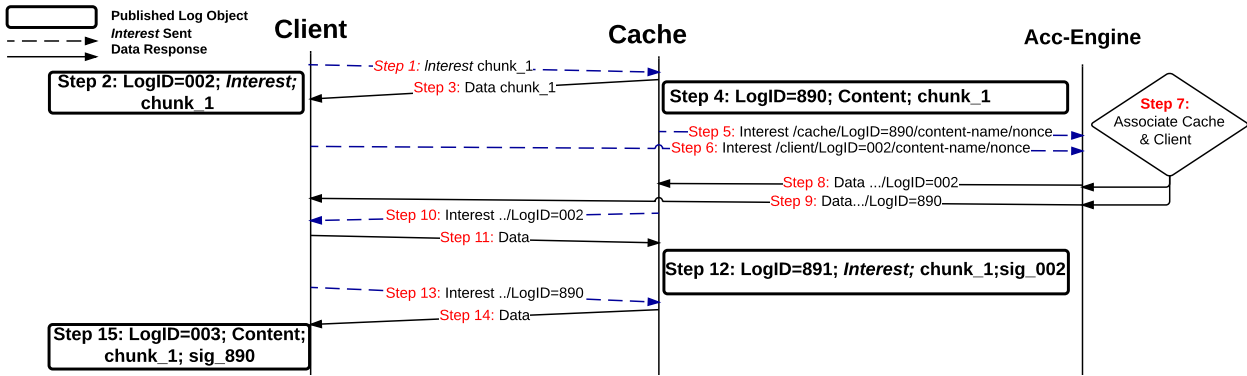 Published Log Object
Interest Sent
Data Response
Client
Cache
Acc-Engine
Step 1: Interest chunk_1
Step 2: LogID=002; Interest;
chunk_1
Step 3: Data chunk_1
Step 4: LogID=890; Content; chunk_1
Step 5: Interest /cache/LogID=890/content-name/nonce
Step 6: Interest /client/LogID=002/content-name/nonce
Step 7:
Associate Cache
& Client
Step 8: Data .../LogID=002
Step 9: Data.../LogID=890
Step 10: Interest ../LogID=002
Step 11: Data
Step 12: LogID=891; Interest; chunk_1;sig_002
Step 13: Interest ../LogID=890
Step 14: Data
Step 15: LogID=003; Content;
chunk_1; sig_890